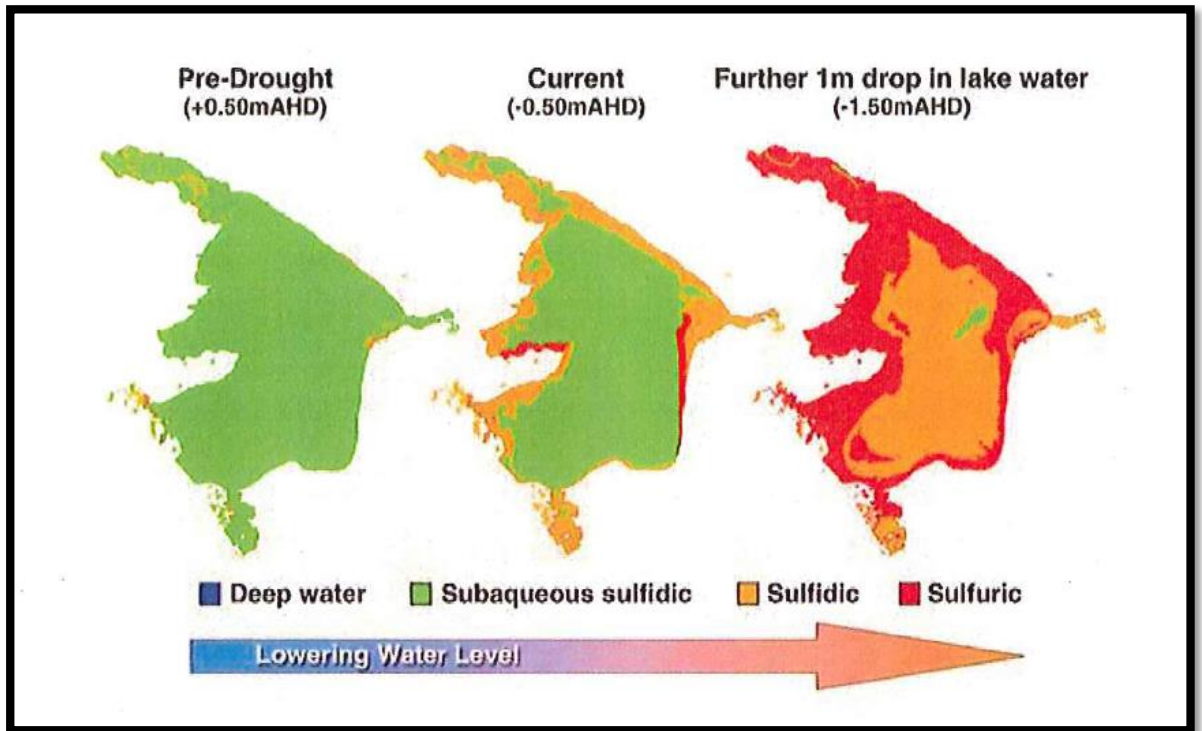 Pre-Drought
(+0.50mAHD)
Current
(-0.50mAHD)
Further 1m drop in lake water
(-1.50mAHD)
Deep water
Subaqueous sulfidic
Sulfidic
Sulfuric
Lowering Water Level